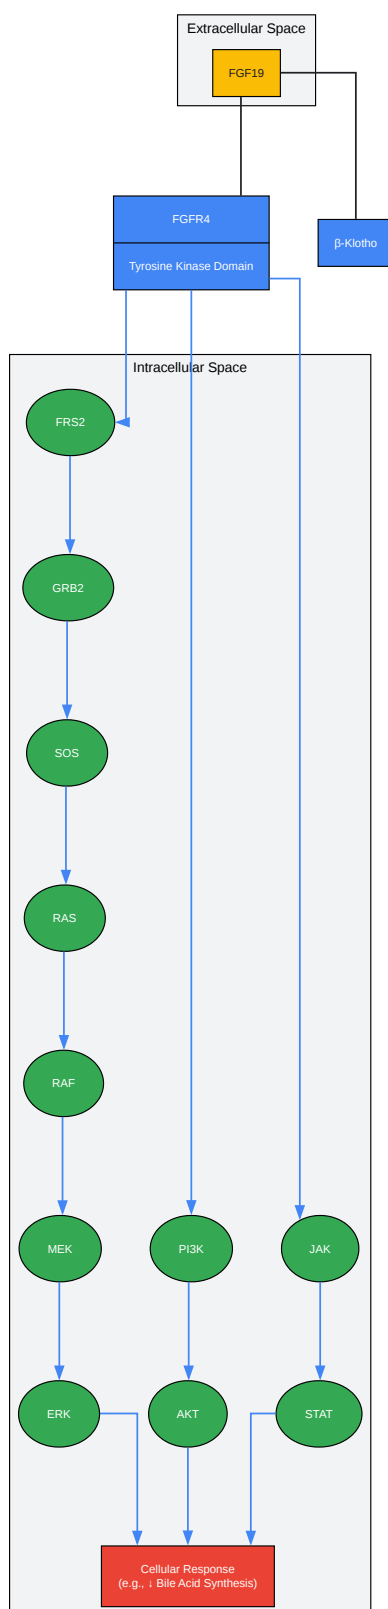 Extracellular Space
FGF19
FGFR4
Tyrosine Kinase Domain
β-Klotho
Intracellular Space
FRS2
GRB2
SOS
RAS
RAF
MEK
PI3K
JAK
ERK
AKT
STAT
Cellular Response
(e.g., ↓ Bile Acid Synthesis)